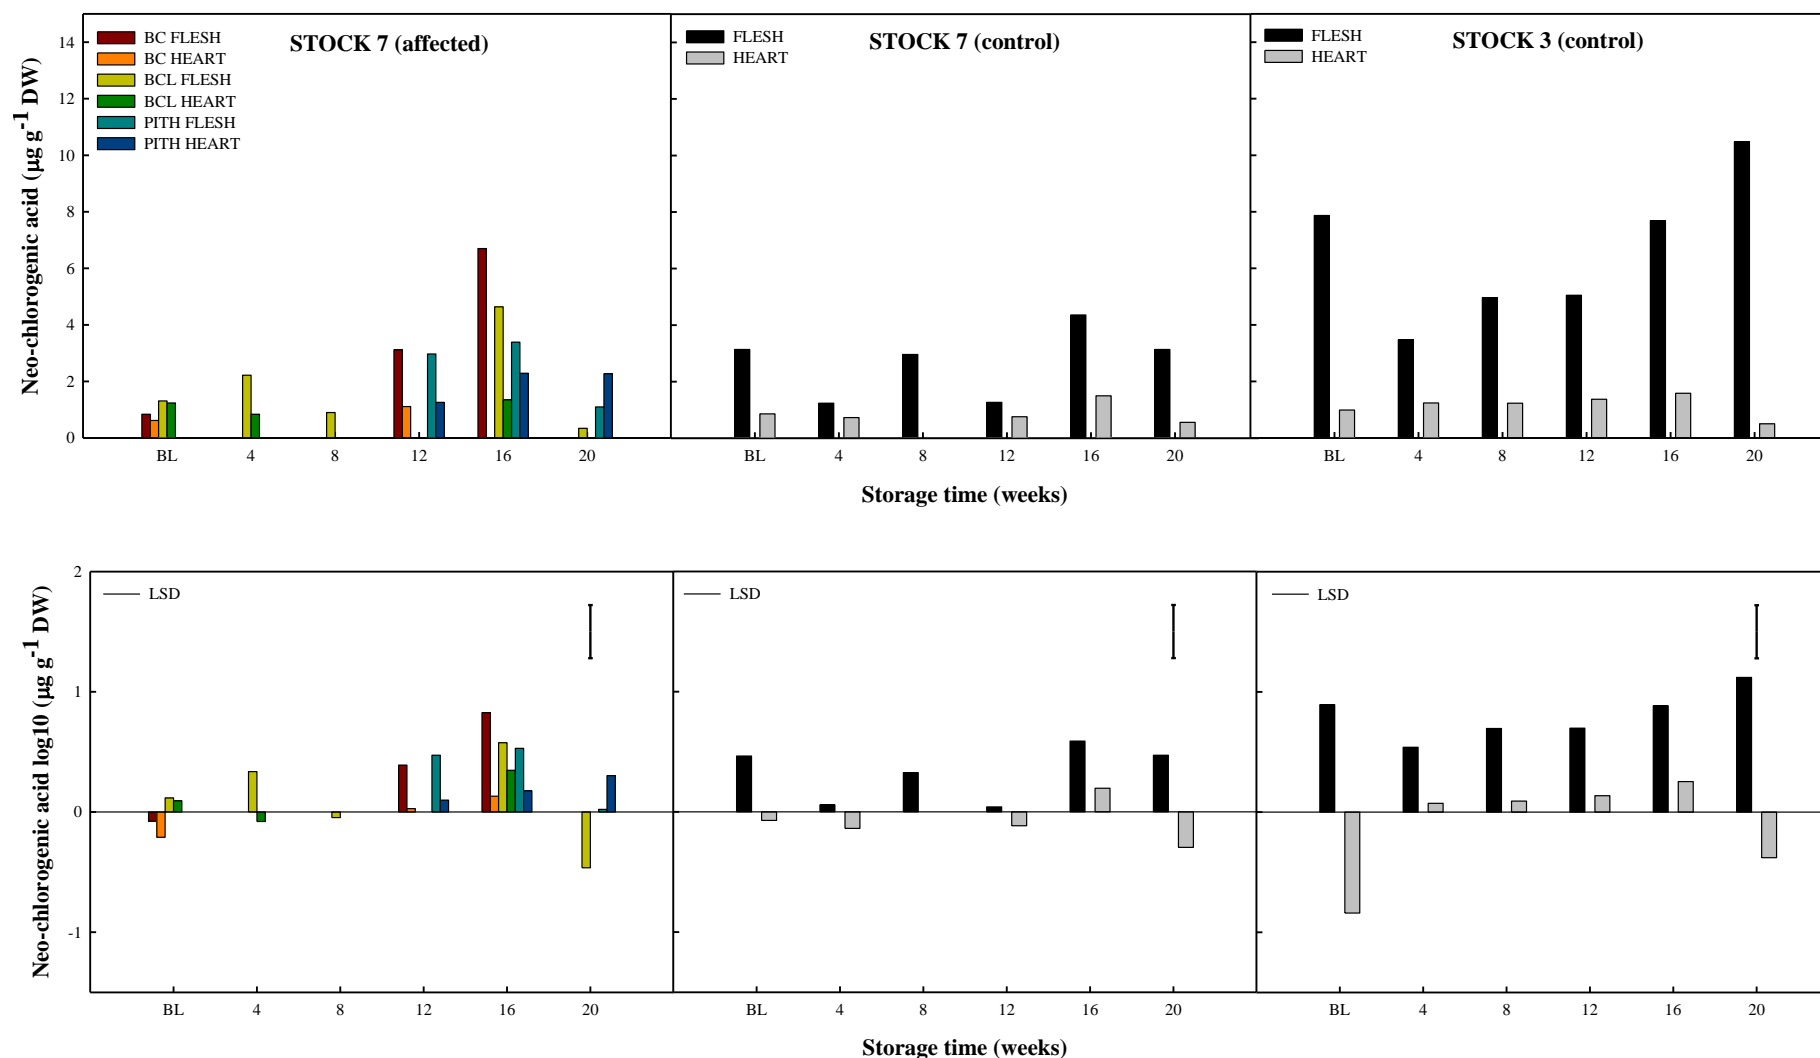 STOCK 7 (affected)
BC FLESH
BC HEART
BCL FLESH
BCL HEART
PITH FLESH
PITH HEART
STOCK 7 (control)
FLESH
HEART
STOCK 3 (control)
FLESH
HEART
Neo-chlorogenic acid (µg g-1 DW)
14
12
10
8
6
4
2
0
BL 4 8 12 16 20
BL 4 8 12 16 20
BL 4 8 12 16 20
Storage time (weeks)
Neo-chlorogenic acid log10 (µg g-1 DW)
2
1
0
-1
LSD
LSD
LSD
BL 4 8 12 16 20
BL 4 8 12 16 20
BL 4 8 12 16 20
Storage time (weeks)